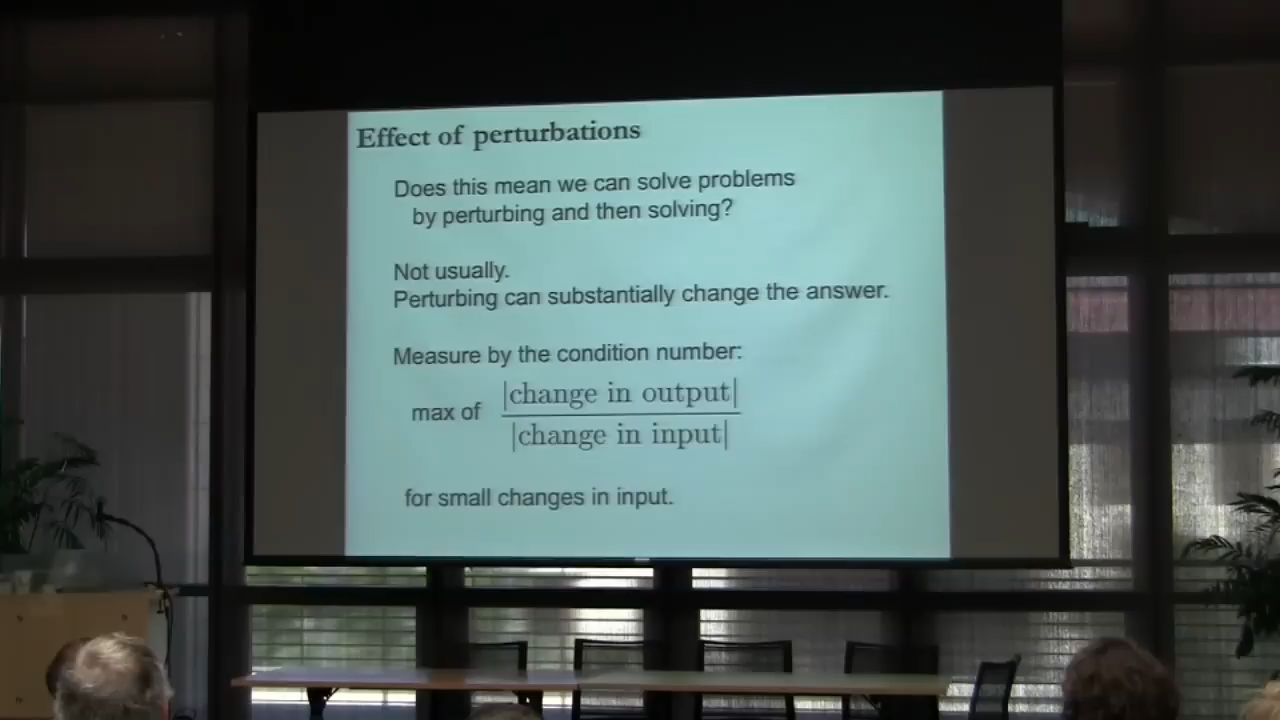 Effect of perturbations
Does this mean we can solve problems
by perturbing and then solving?
Not usually.
Perturbing can substantially change the answer.
Measure by the condition number:
max of |change in output|
|change in input|
for small changes in input.